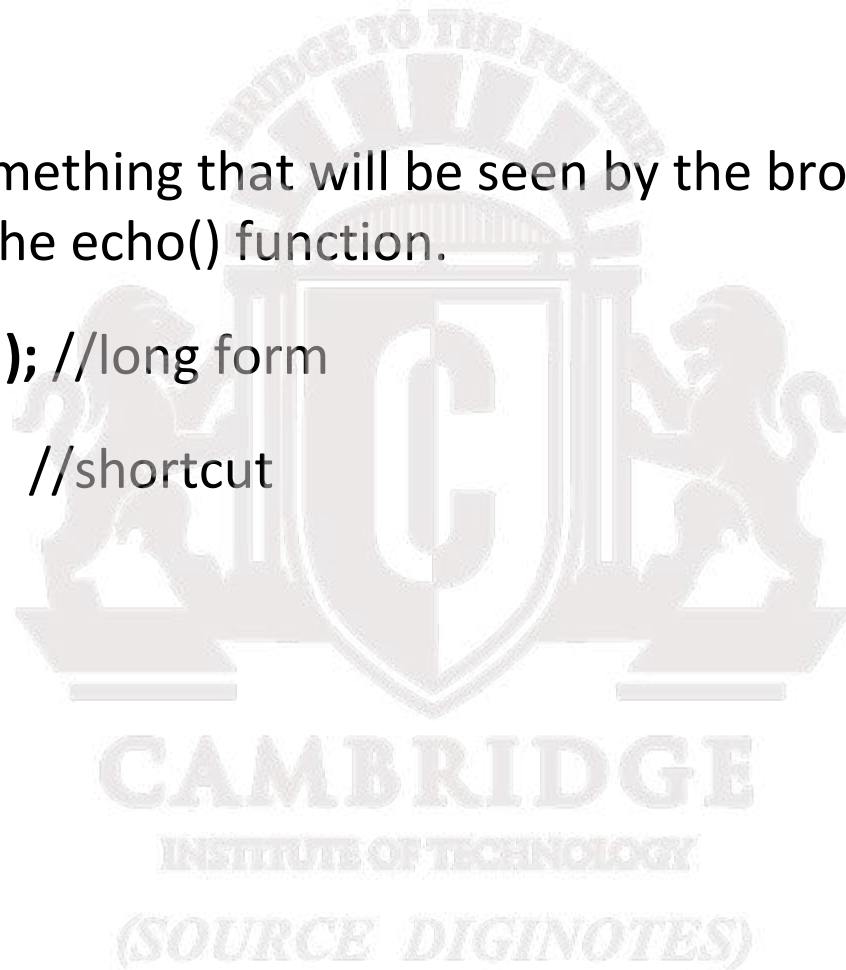 BRIDGE TO THE FUTURE
mething that will be seen by the bro
he echo() function.
); //long form
//shortcut
C
CAMBRIDGE
INSTITUTE OF TECHNOLOGY
(SOURCE DIGINOTES)